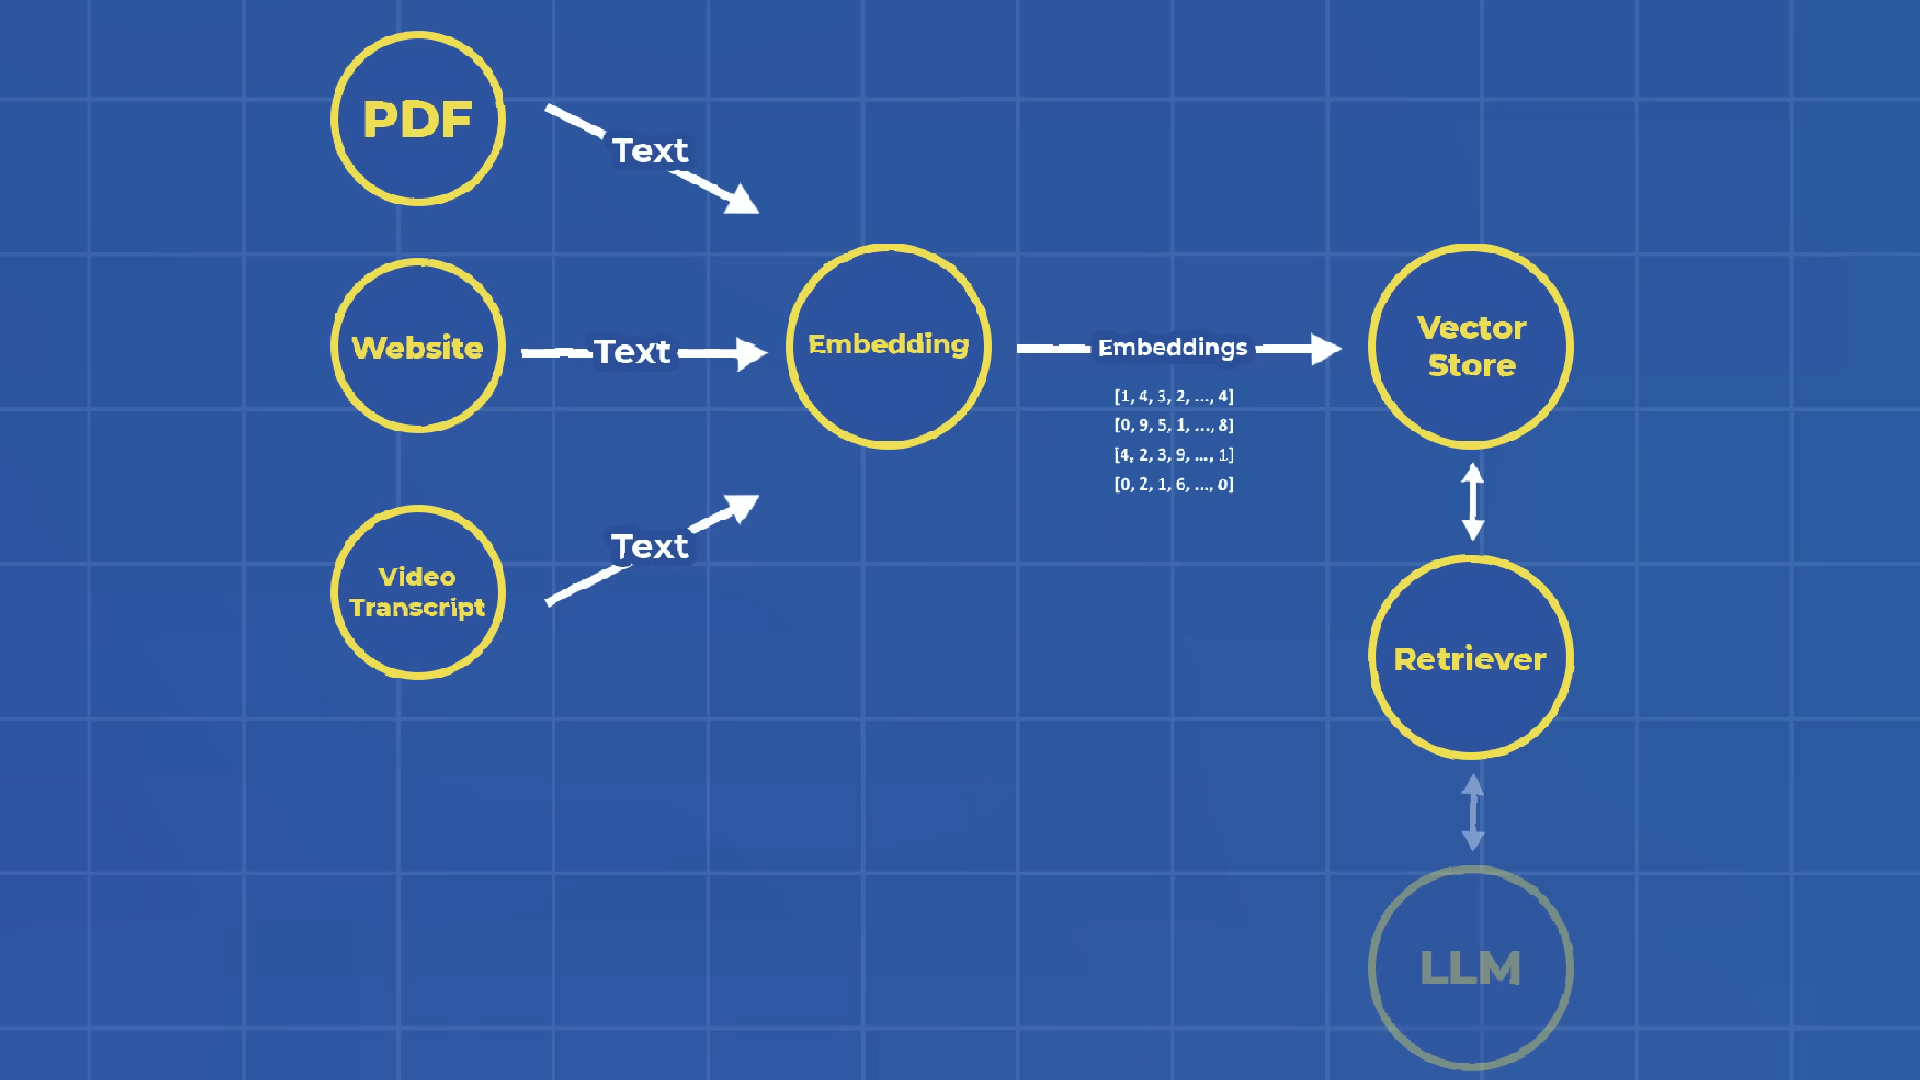 PDF
Text
Website
Text
Embedding
Embeddings
[1, 4, 3, 2, ..., 4]
[0, 9, 5, 1, ..., 8]
[4, 2, 3, 9, ..., 1]
[0, 2, 1, 6, ..., 0]
Vector
Store
Video
Transcript
Text
Retriever
LLM